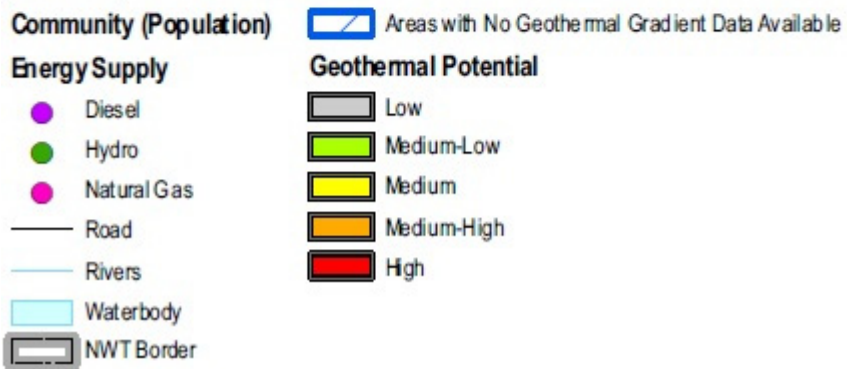 Community (Population)
Energy Supply
Diesel
Hydro
Natural Gas
Road
Rivers
Waterbody
NWT Border
Areas with No Geothermal Gradient Data Available
Geothermal Potential
Low
Medium-Low
Medium
Medium-High
High